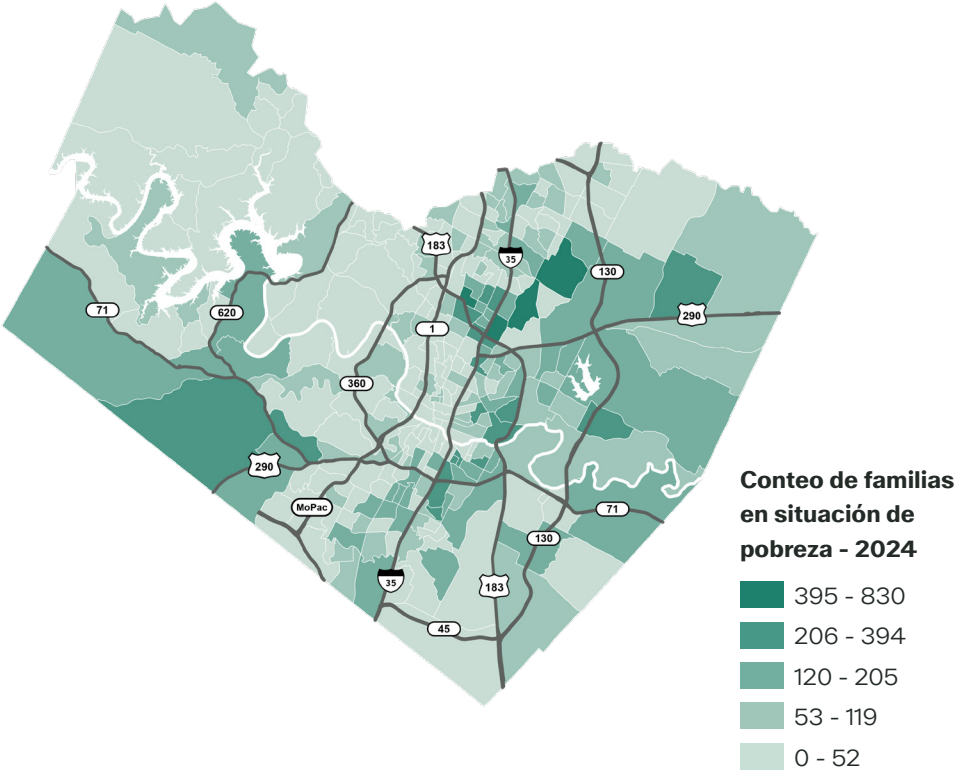 183
35
130
290
71
620
1
360
290
MoPac
71
130
35
183
45
Conteo de familias
en situación de
pobreza - 2024
395 - 830
206 - 394
120 - 205
53 - 119
0 - 52